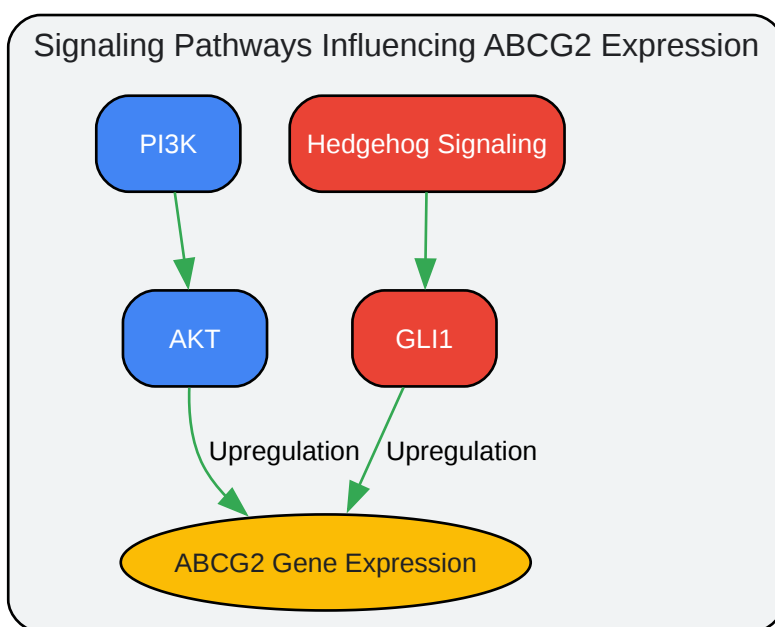 Signaling Pathways Influencing ABCG2 Expression
PI3K
Hedgehog Signaling
AKT
GLI1
Upregulation
Upregulation
ABCG2 Gene Expression